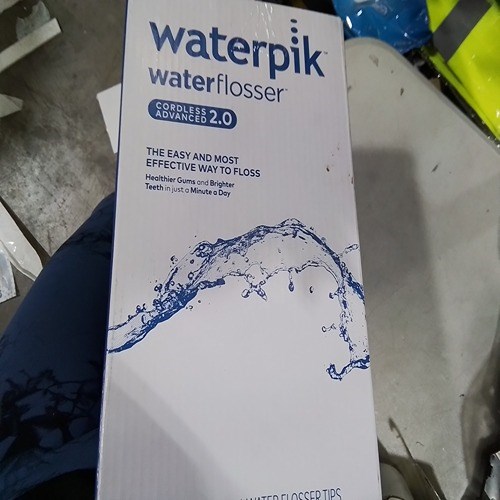 waterpik™
waterflosser®
CORDLESS
ADVANCED 2.0
THE EASY AND MOST
EFFECTIVE WAY TO FLOSS
Healthier Gums and Brighter
Teeth in just a Minute a Day
WATER FLOSSER TIPS